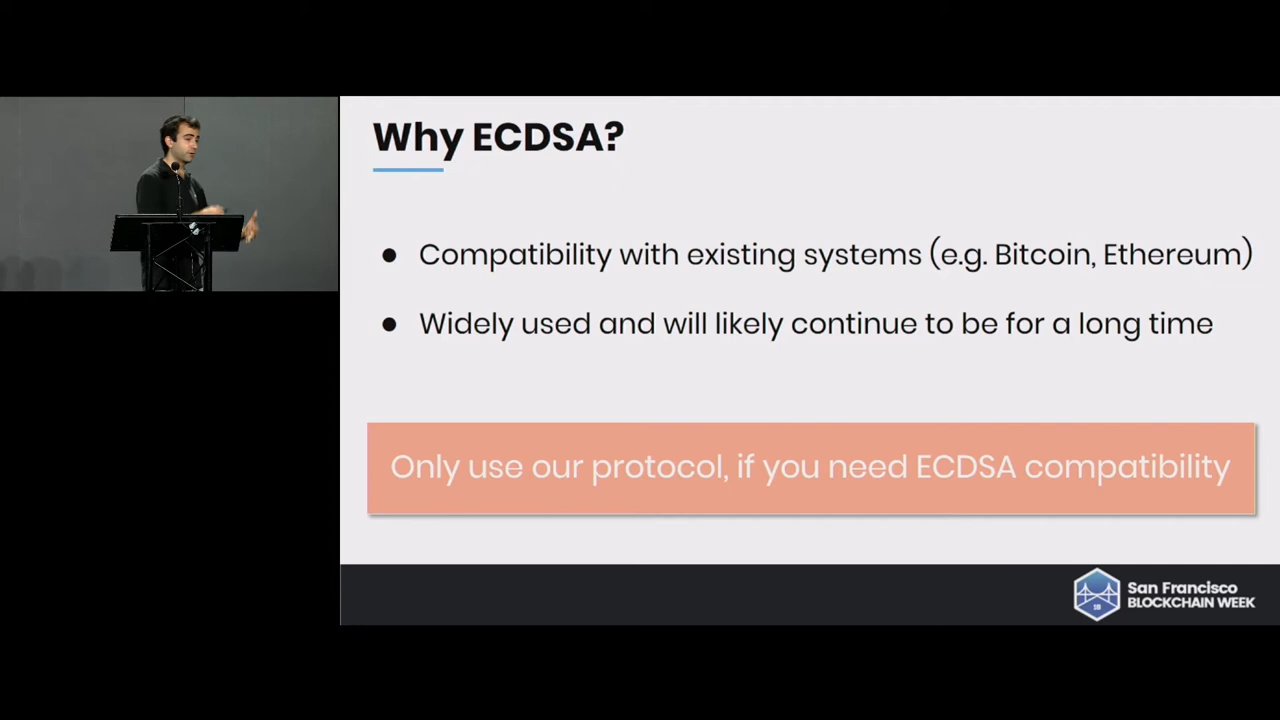 Why ECDSA?
● Compatibility with existing systems (e.g. Bitcoin, Ethereum)
● Widely used and will likely continue to be for a long time
Only use our protocol, if you need ECDSA compatibility
San Francisco
BLOCKCHAIN WEEK